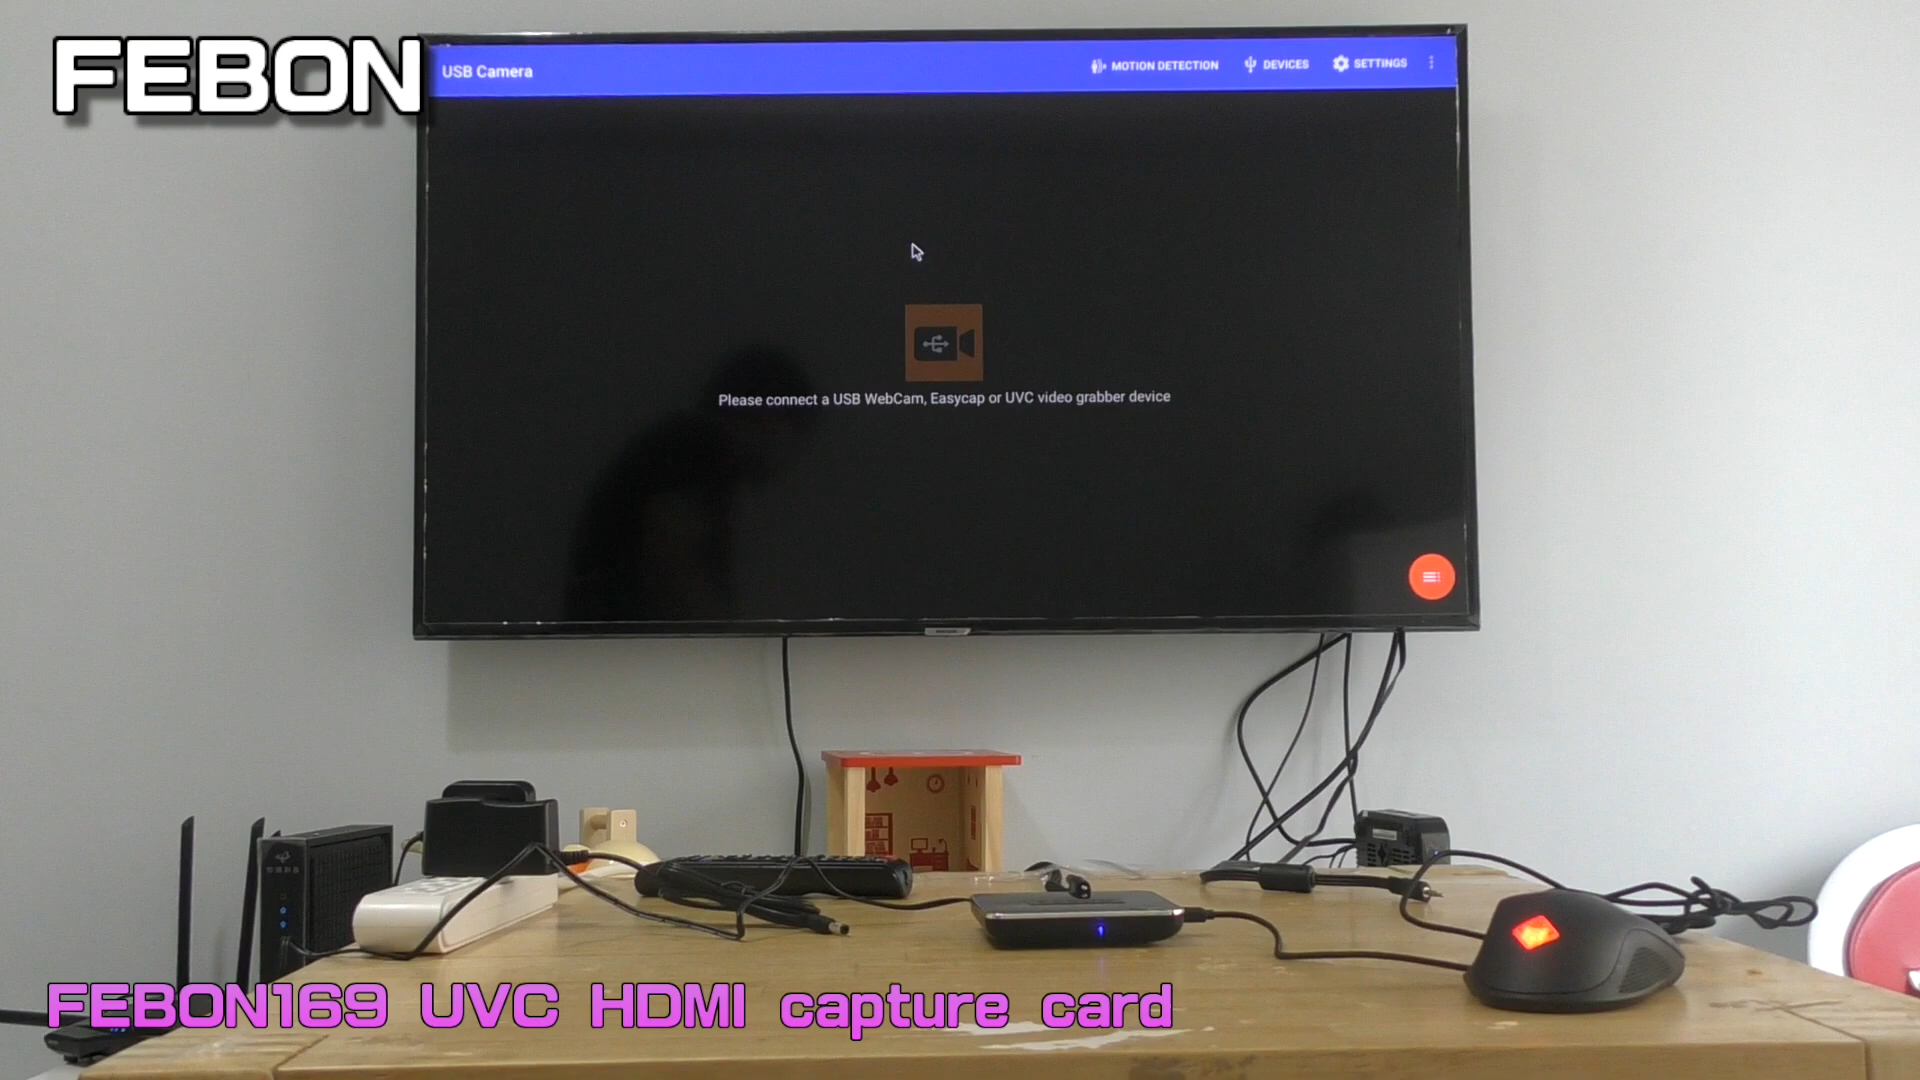 FEBON
USB Camera
MOTION DETECTION
DEVICES
SETTINGS
Please connect a USB WebCam, Easycap or UVC video grabber device
FEBON169 UVC HDMI capture card